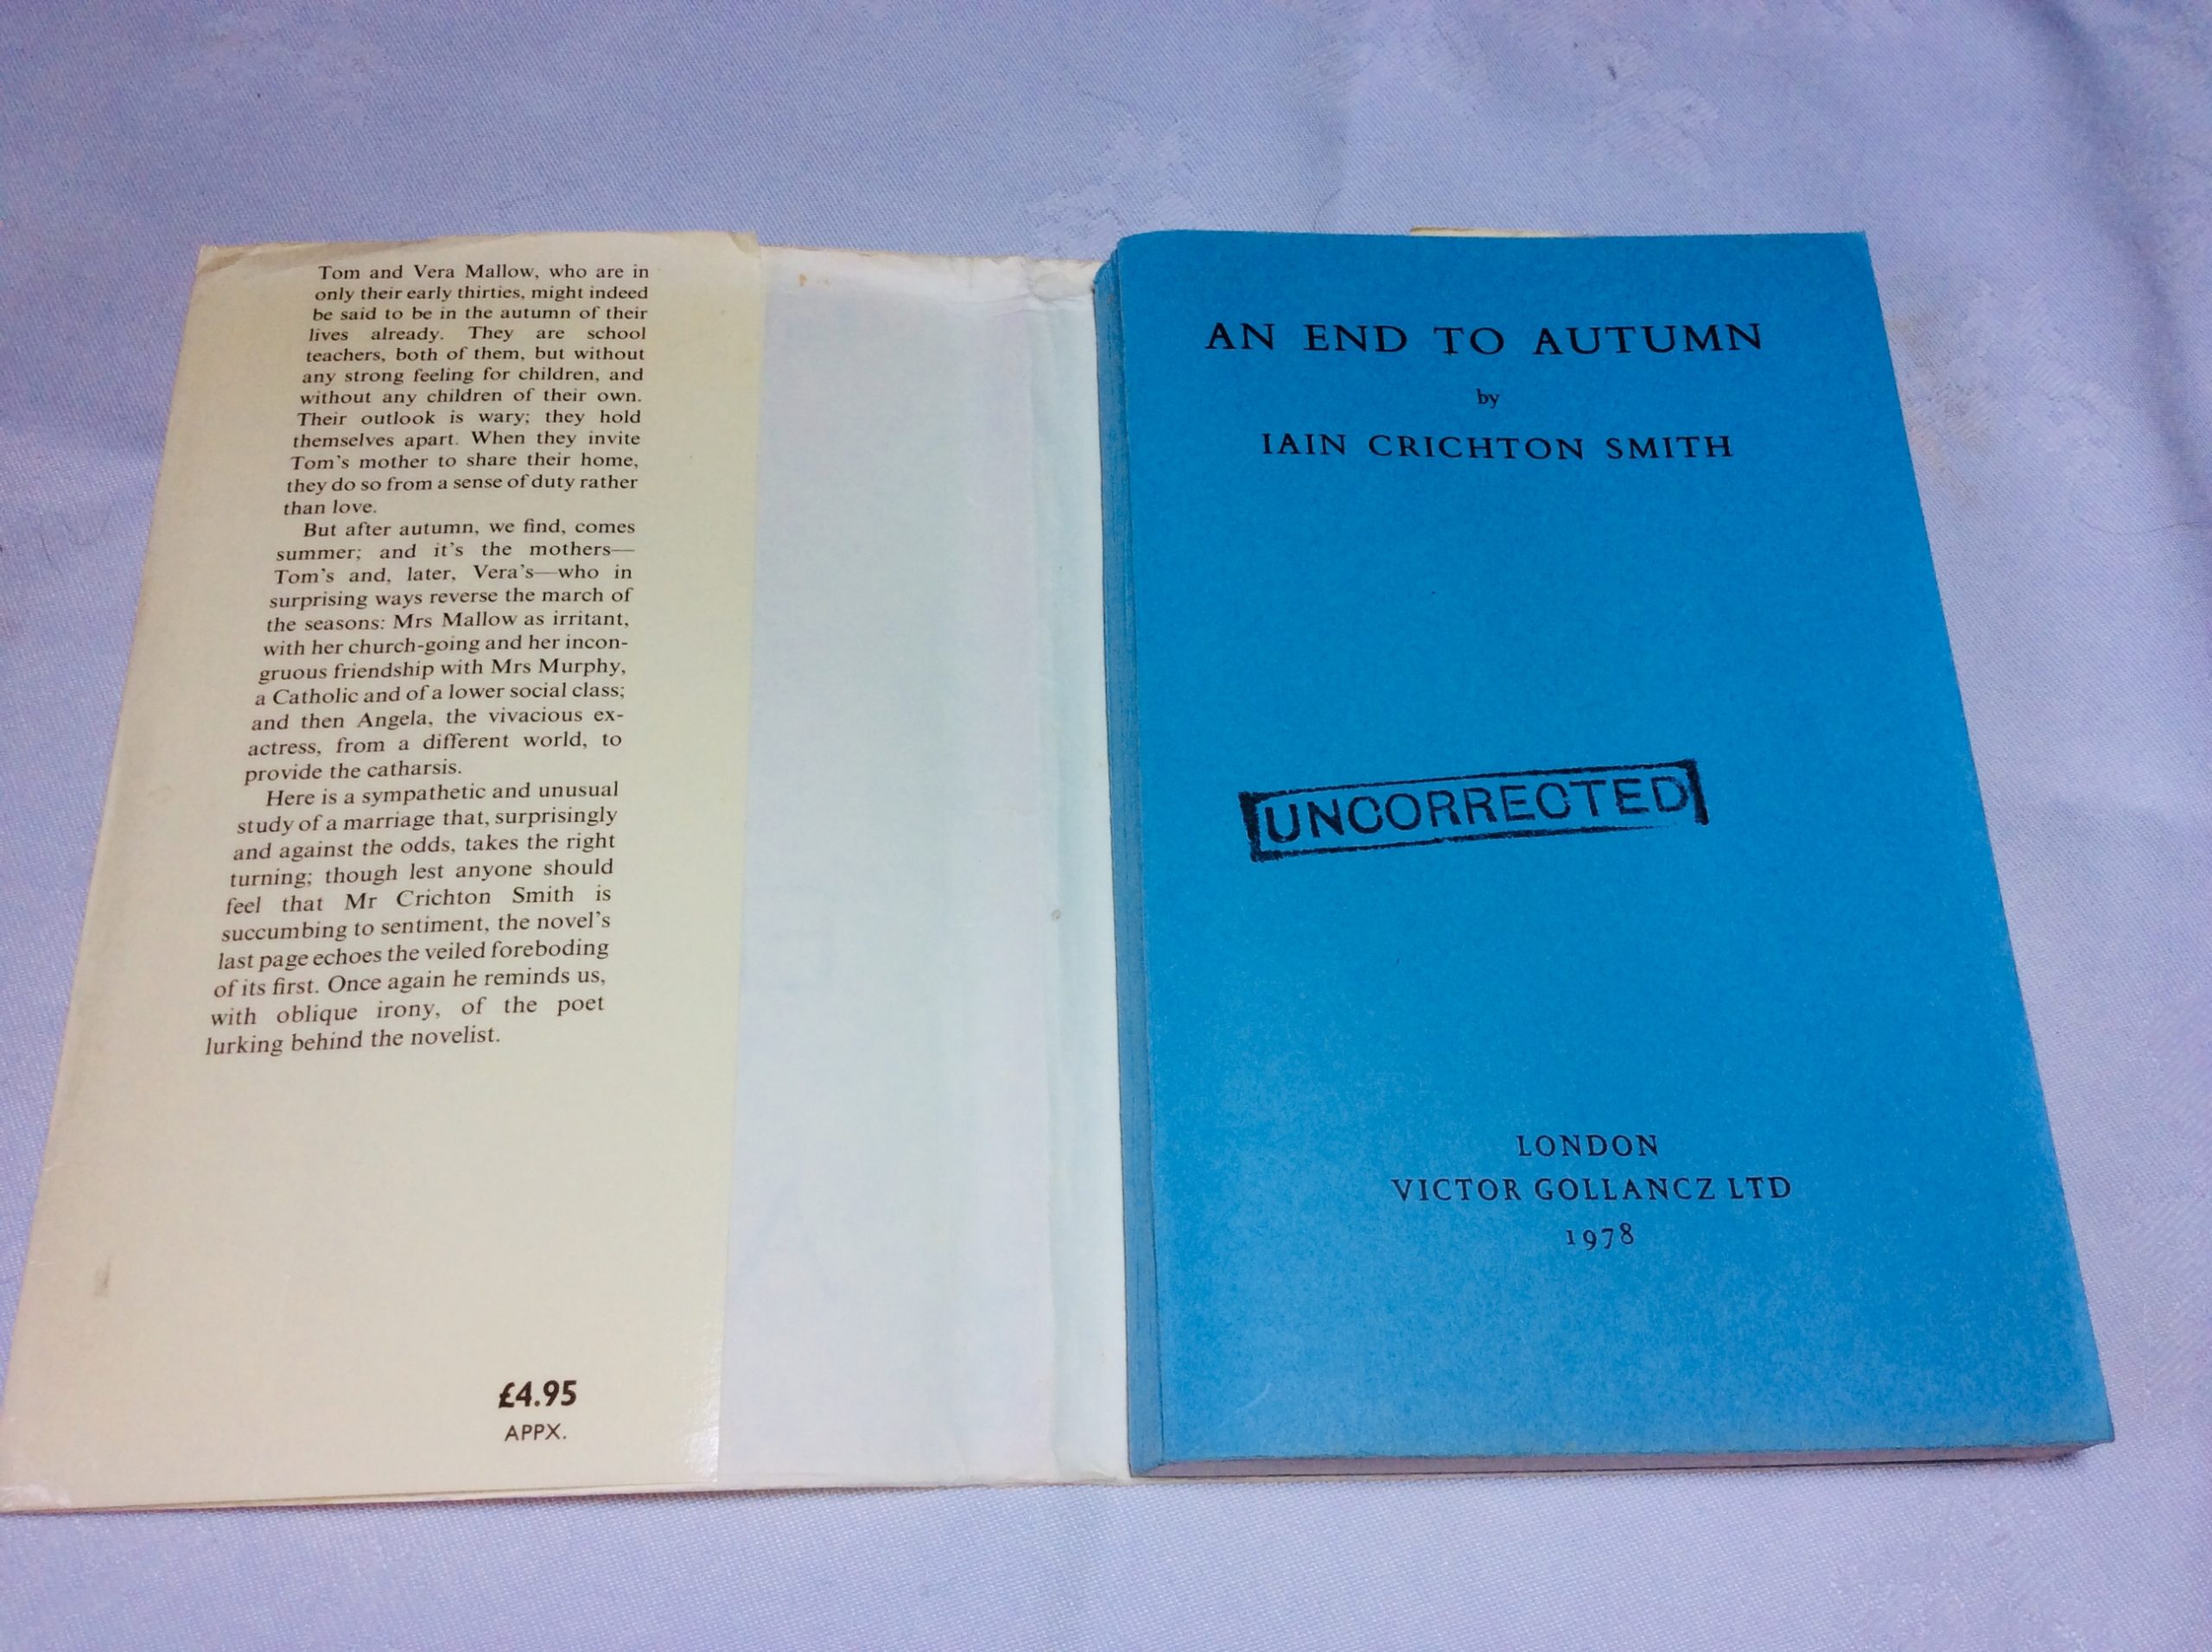 Tom and Vera Mallow, who are in
only their early thirties, might indeed
be said to be in the autumn of their
lives already. They are school
teachers, both of them, but without
any strong feeling for children, and
without any children of their own.
Their outlook is wary; they hold
themselves apart. When they invite
Tom's mother to share their home,
they do so from a sense of duty rather
than love.
But after autumn, we find, comes
summer; and it's the mothers—
Tom's and, later, Vera's—who in
surprising ways reverse the march of
the seasons: Mrs Mallow as irritant,
with her church-going and her incon-
gruous friendship with Mrs Murphy,
a Catholic and of a lower social class;
and then Angela, the vivacious ex-
actress, from a different world, to
provide the catharsis.
Here is a sympathetic and unusual
study of a marriage that, surprisingly
and against the odds, takes the right
turning; though lest anyone should
feel that Mr Crichton Smith is
succumbing to sentiment, the novel's
last page echoes the veiled foreboding
of its first. Once again he reminds us,
with oblique irony, of the poet
lurking behind the novelist.
£4.95
APPX.
AN END TO AUTUMN
by
IAIN CRICHTON SMITH
UNCORRECTED
LONDON
VICTOR GOLLANCZ LTD
1978